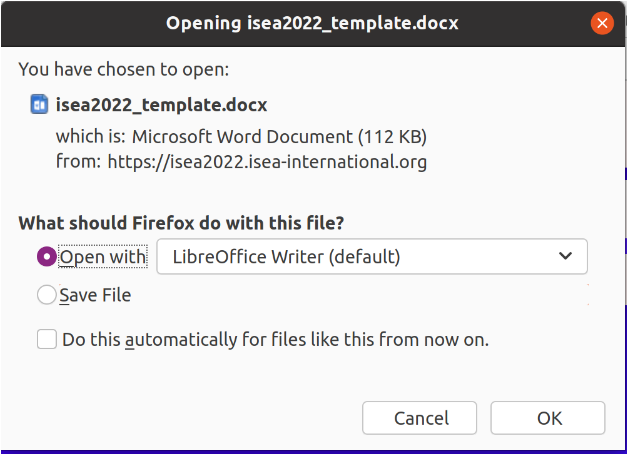 Opening isea2022_template.docx
You have chosen to open:
isea2022_template.docx
which is: Microsoft Word Document (112 KB)
from: https://isea2022.isea-international.org
What should Firefox do with this file?
Open with LibreOffice Writer (default)
Save File
Do this automatically for files like this from now on.
Cancel OK